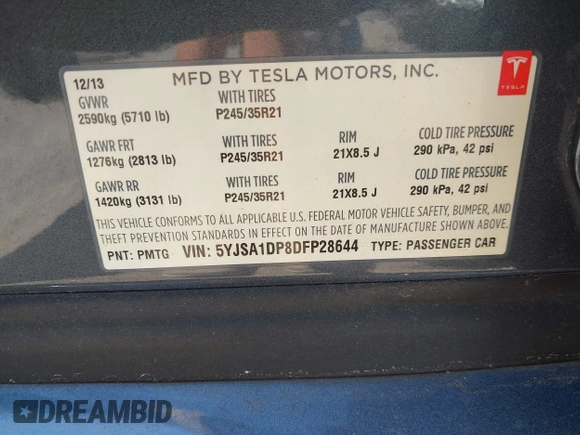 12/13 MFD BY TESLA MOTORS, INC.
TESLA
GVWR WITH TIRES
2590kg (5710 lb) P245/35R21
GAWR FRT WITH TIRES RIM COLD TIRE PRESSURE
1276kg (2813 lb) P245/35R21 21X8.5 J 290 kPa, 42 psi
GAWR RR WITH TIRES RIM COLD TIRE PRESSURE
1420kg (3131 lb) P245/35R21 21X8.5 J 290 kPa, 42 psi
THIS VEHICLE CONFORMS TO ALL APPLICABLE U.S. FEDERAL MOTOR VEHICLE SAFETY, BUMPER, AND
THEFT PREVENTION STANDARDS IN EFFECT ON THE DATE OF MANUFACTURE SHOWN ABOVE.
PNT: PMTG VIN: 5YJSA1DP8DFP28644 TYPE: PASSENGER CAR
DREAMBID